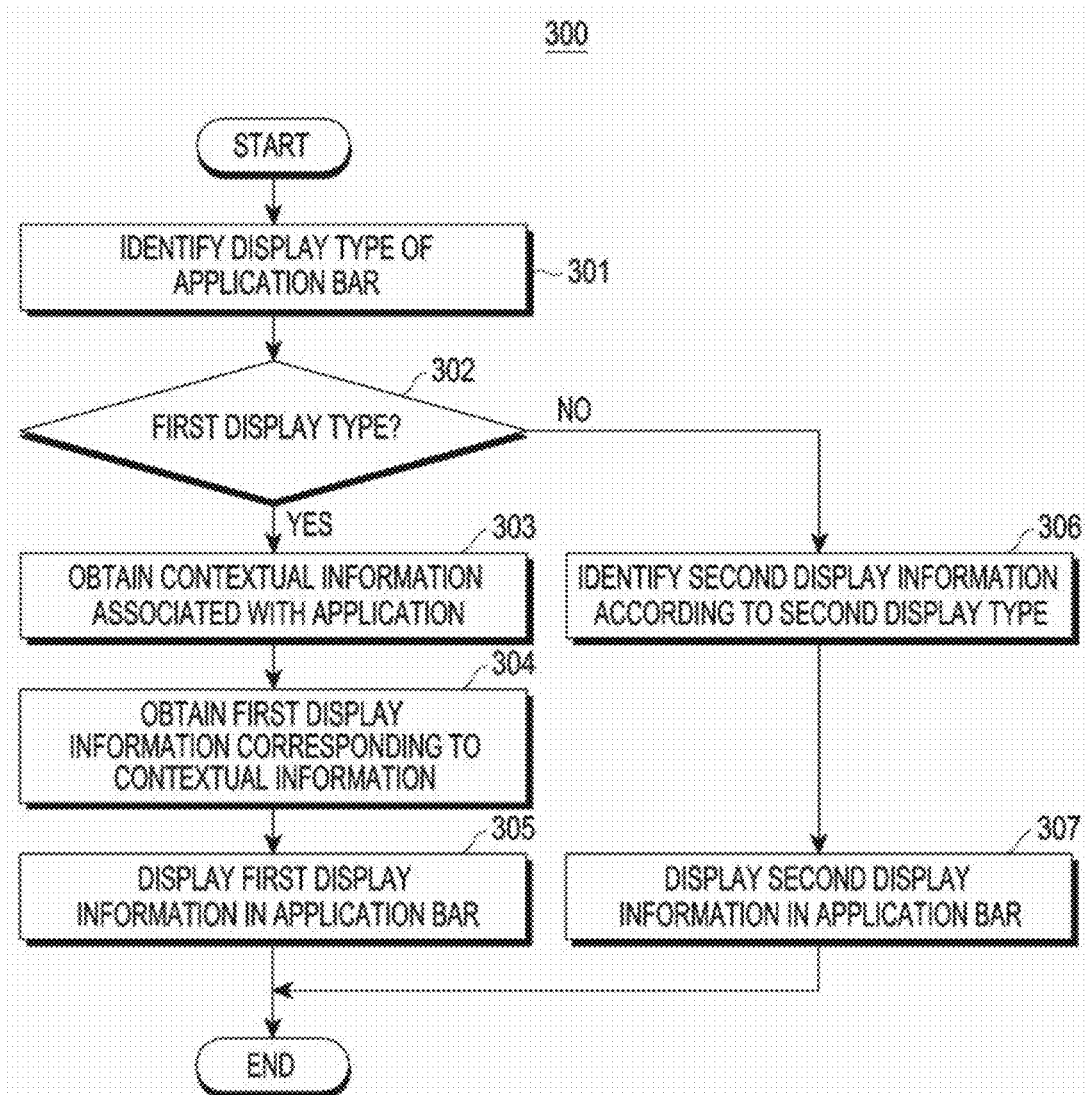 300
START
IDENTIFY DISPLAY TYPE OF
APPLICATION BAR
301
302
FIRST DISPLAY TYPE?
NO
YES
303
OBTAIN CONTEXTUAL INFORMATION
ASSOCIATED WITH APPLICATION
306
IDENTIFY SECOND DISPLAY INFORMATION
ACCORDING TO SECOND DISPLAY TYPE
304
OBTAIN FIRST DISPLAY
INFORMATION CORRESPONDING TO
CONTEXTUAL INFORMATION
305
DISPLAY FIRST DISPLAY
INFORMATION IN APPLICATION BAR
307
DISPLAY SECOND DISPLAY
INFORMATION IN APPLICATION BAR
END